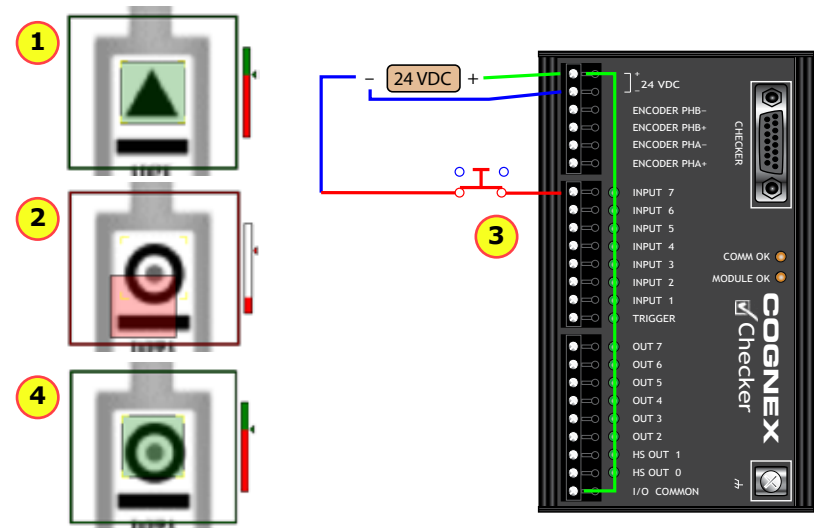 1
2
3
4
− 24 VDC +
+
24 VDC
−
ENCODER PHB−
ENCODER PHB+
ENCODER PHA−
ENCODER PHA+
CHECKER
INPUT 7
INPUT 6
INPUT 5
INPUT 4
INPUT 3
INPUT 2
INPUT 1
TRIGGER
COMM OK
MODULE OK
OUT 7
OUT 6
OUT 5
OUT 4
OUT 3
OUT 2
HS OUT 1
HS OUT 0
I/O COMMON
COGNEX
Checker